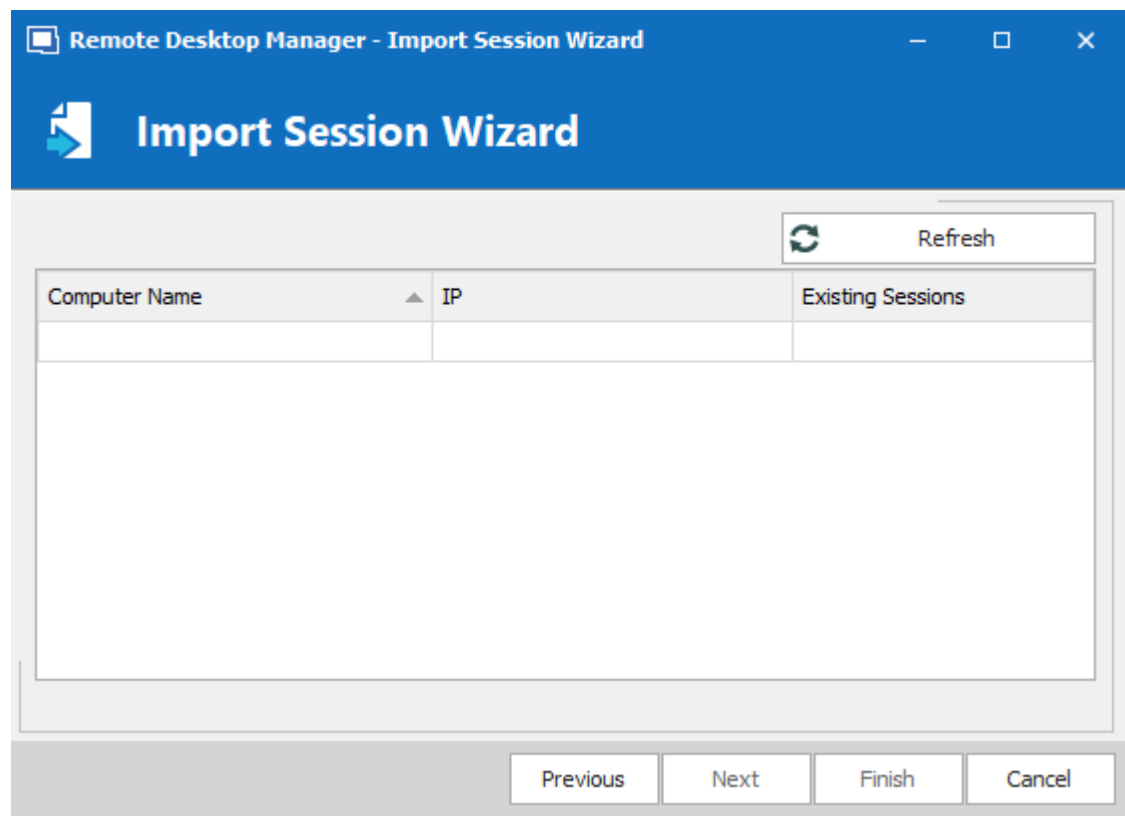 Remote Desktop Manager - Import Session Wizard
Import Session Wizard
Refresh
Computer Name IP Existing Sessions
Previous Next Finish Cancel